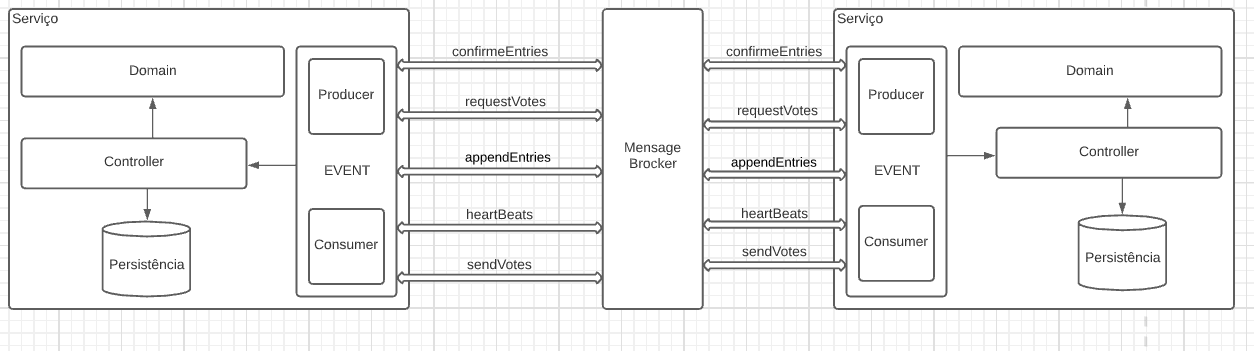 Serviço
Domain
Controller
Persistência
Producer
EVENT
Consumer
confirmeEntries
requestVotes
appendEntries
heartBeats
sendVotes
Message
Brocker
confirmeEntries
requestVotes
appendEntries
heartBeats
sendVotes
Serviço
Producer
EVENT
Consumer
Domain
Controller
Persistência